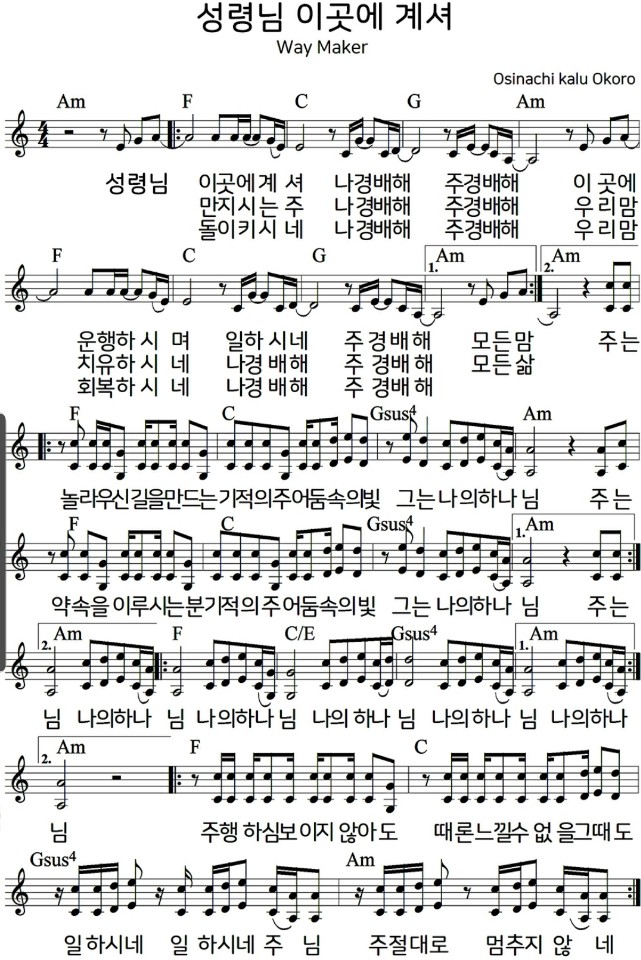 성령님 이곳에 계셔
Way Maker
Osinachi kalu Okoro
Am F C G Am
성령님 이곳에계 셔 나경배해 주경배해 이 곳에
만지시는 주 나경배해 주경배해 우 리맘
돌이키시 네 나경배해 주경배해 우 리맘
F C G 1. Am 2. Am
운행하 시 며 일하시네 주 경배해 모든맘 주는
치유하 시 네 나경 배해 주 경배해 모든삶
회복하 시 네 나경 배해 주 경배해
F C Gsus4 Am
놀라우신길을만드는기적의주어둠속의빛 그는나의하나 님 주는
F C Gsus4 1. Am
약속을 이루시는분기적의주어둠속의빛 그는나의하나 님 주는
2. Am F C/E Gsus4 1. Am
님 나의하나 님 나의하나님 나의 하나 님 나의하나 님 나의하나
2. Am F C
님 주행 하심보이지 않아도 때론느낄수 없 을그때도
Gsus4 Am
일 하시네 일 하시네 주 님 주절대로 멈추지 않 네